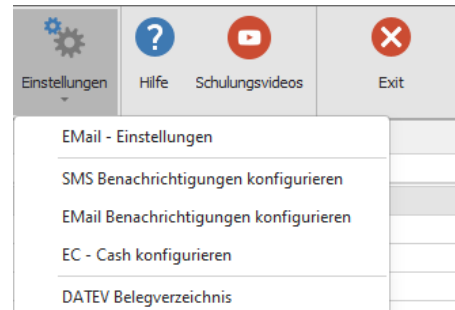 Einstellungen Hilfe Schulungsvideos Exit
EMail - Einstellungen
SMS Benachrichtigungen konfigurieren
EMail Benachrichtigungen konfigurieren
EC - Cash konfigurieren
DATEV Belegverzeichnis